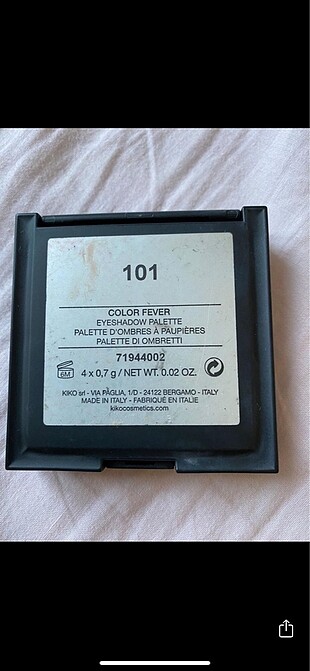 101
COLOR FEVER
EYESHADOW PALETTE
PALETTE D'OMBRES À PAUPIÈRES
PALETTE DI OMBRETTI
71944002
6M
4 x 0,7 g / NET WT. 0.02 OZ.
KIKO srl - VIA PAGLIA, 1/D - 24122 BERGAMO - ITALY
MADE IN ITALY - FABRIQUÉ EN ITALIE
kikocosmetics.com